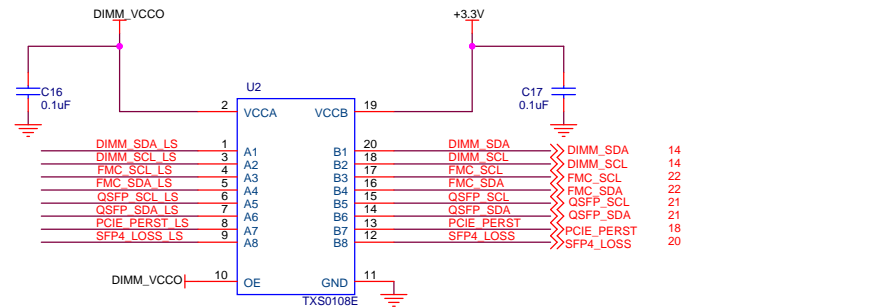 DIMM_VCCO +3.3V
C16 0.1uF
C17 0.1uF
U2
2 VCCA VCCB 19
DIMM_SDA_LS 1 A1 B1 20 DIMM_SDA DIMM_SDA 14
DIMM_SCL_LS 3 A2 B2 18 DIMM_SCL DIMM_SCL 14
FMC_SCL_LS 4 A3 B3 17 FMC_SCL FMC_SCL 22
FMC_SDA_LS 5 A4 B4 16 FMC_SDA FMC_SDA 22
QSFP_SCL_LS 6 A5 B5 15 QSFP_SCL QSFP_SCL 21
QSFP_SDA_LS 7 A6 B6 14 QSFP_SDA QSFP_SDA 21
PCIE_PERST_LS 8 A7 B7 13 PCIE_PERST PCIE_PERST 18
SFP4_LOSS_LS 9 A8 B8 12 SFP4_LOSS SFP4_LOSS 20
DIMM_VCCO 10 OE GND 11
TXS0108E